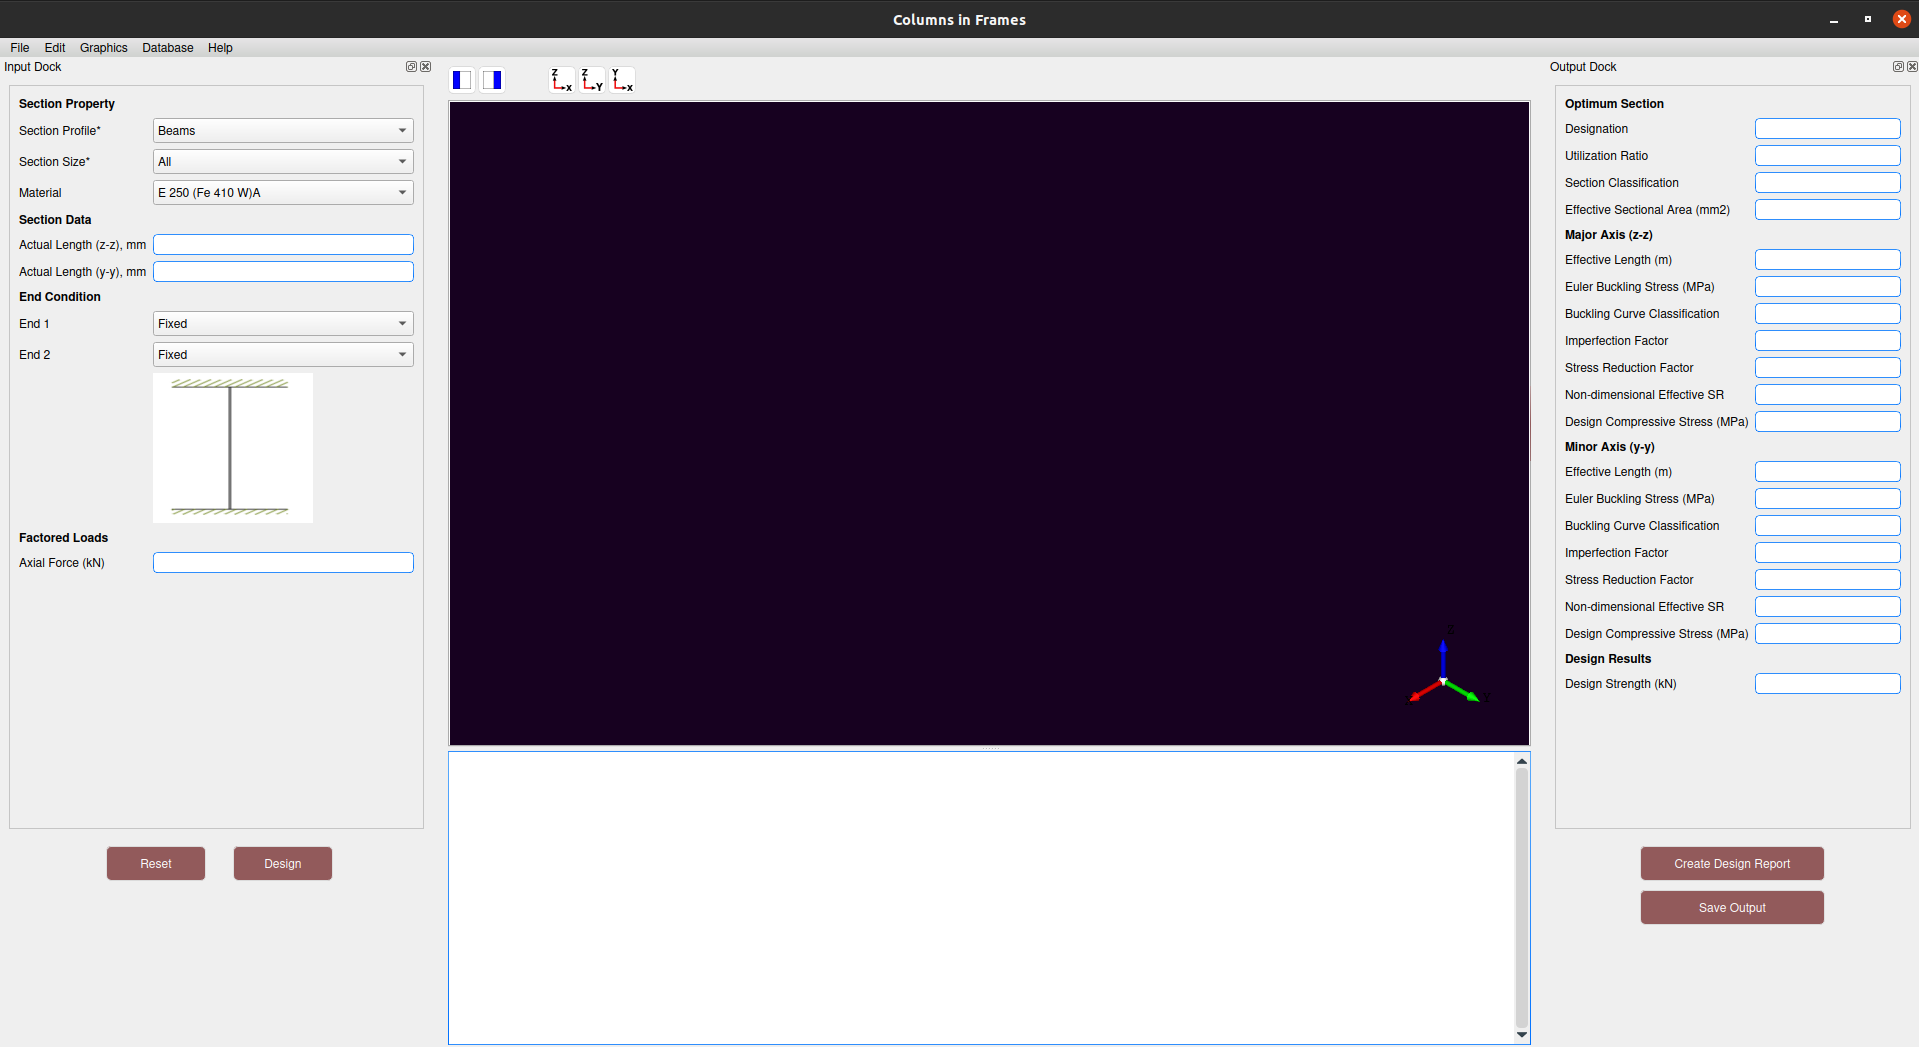 Columns in Frames
File Edit Graphics Database Help
Input Dock
Section Property
Section Profile* Beams
Section Size* All
Material E 250 (Fe 410 W)A
Section Data
Actual Length (z-z), mm
Actual Length (y-y), mm
End Condition
End 1 Fixed
End 2 Fixed
Factored Loads
Axial Force (kN)
Reset Design
Z X Z Y Y X
Output Dock
Optimum Section
Designation
Utilization Ratio
Section Classification
Effective Sectional Area (mm2)
Major Axis (z-z)
Effective Length (m)
Euler Buckling Stress (MPa)
Buckling Curve Classification
Imperfection Factor
Stress Reduction Factor
Non-dimensional Effective SR
Design Compressive Stress (MPa)
Minor Axis (y-y)
Effective Length (m)
Euler Buckling Stress (MPa)
Buckling Curve Classification
Imperfection Factor
Stress Reduction Factor
Non-dimensional Effective SR
Design Compressive Stress (MPa)
Design Results
Design Strength (kN)
Create Design Report
Save Output